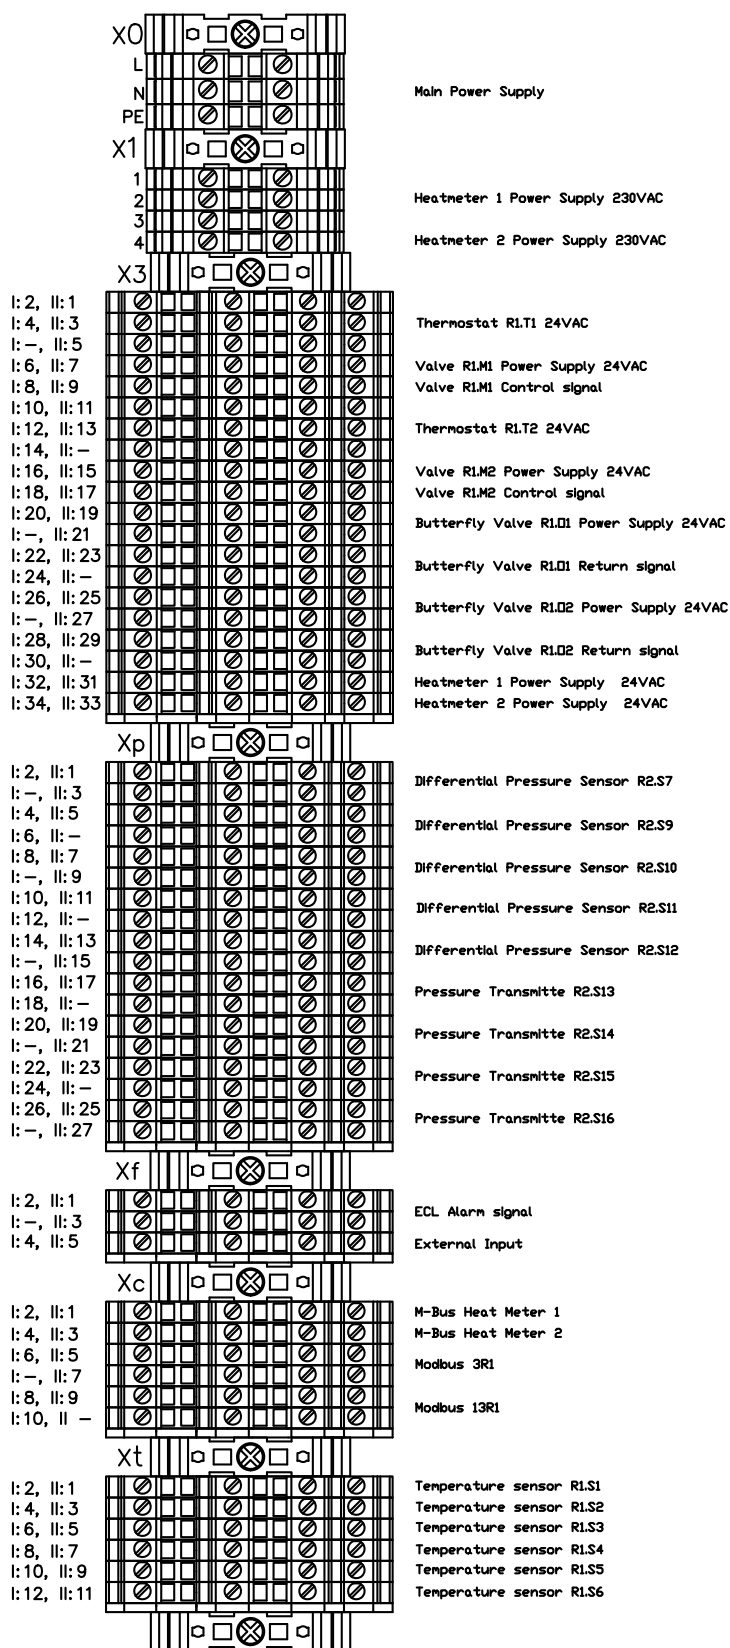 X0
L
N
Main Power Supply
PE
X1
1
2
Heatmeter 1 Power Supply 230VAC
3
4
Heatmeter 2 Power Supply 230VAC
X3
I:2, II:1
I:4, II:3
Thermostat R1.T1 24VAC
I:–, II:5
I:6, II:7
Valve R1.M1 Power Supply 24VAC
I:8, II:9
Valve R1.M1 Control signal
I:10, II:11
I:12, II:13
Thermostat R1.T2 24VAC
I:14, II:–
I:16, II:15
Valve R1.M2 Power Supply 24VAC
I:18, II:17
Valve R1.M2 Control signal
I:20, II:19
Butterfly Valve R1.01 Power Supply 24VAC
I:–, II:21
I:22, II:23
Butterfly Valve R1.01 Return signal
I:24, II:–
I:26, II:25
Butterfly Valve R1.02 Power Supply 24VAC
I:–, II:27
I:28, II:29
Butterfly Valve R1.02 Return signal
I:30, II:–
I:32, II:31
Heatmeter 1 Power Supply 24VAC
I:34, II:33
Heatmeter 2 Power Supply 24VAC
Xp
I:2, II:1
Differential Pressure Sensor R2.S7
I:–, II:3
I:4, II:5
Differential Pressure Sensor R2.S9
I:6, II:–
I:8, II:7
Differential Pressure Sensor R2.S10
I:–, II:9
I:10, II:11
Differential Pressure Sensor R2.S11
I:12, II:–
I:14, II:13
Differential Pressure Sensor R2.S12
I:–, II:15
I:16, II:17
Pressure Transmitte R2.S13
I:18, II:–
I:20, II:19
Pressure Transmitte R2.S14
I:–, II:21
I:22, II:23
Pressure Transmitte R2.S15
I:24, II:–
I:26, II:25
Pressure Transmitte R2.S16
I:–, II:27
Xf
I:2, II:1
ECL Alarm signal
I:–, II:3
I:4, II:5
External Input
Xc
I:2, II:1
M-Bus Heat Meter 1
I:4, II:3
M-Bus Heat Meter 2
I:6, II:5
Modbus 3R1
I:–, II:7
I:8, II:9
Modbus 13R1
I:10, II –
Xt
I:2, II:1
Temperature sensor R1.S1
I:4, II:3
Temperature sensor R1.S2
I:6, II:5
Temperature sensor R1.S3
I:8, II:7
Temperature sensor R1.S4
I:10, II:9
Temperature sensor R1.S5
I:12, II:11
Temperature sensor R1.S6